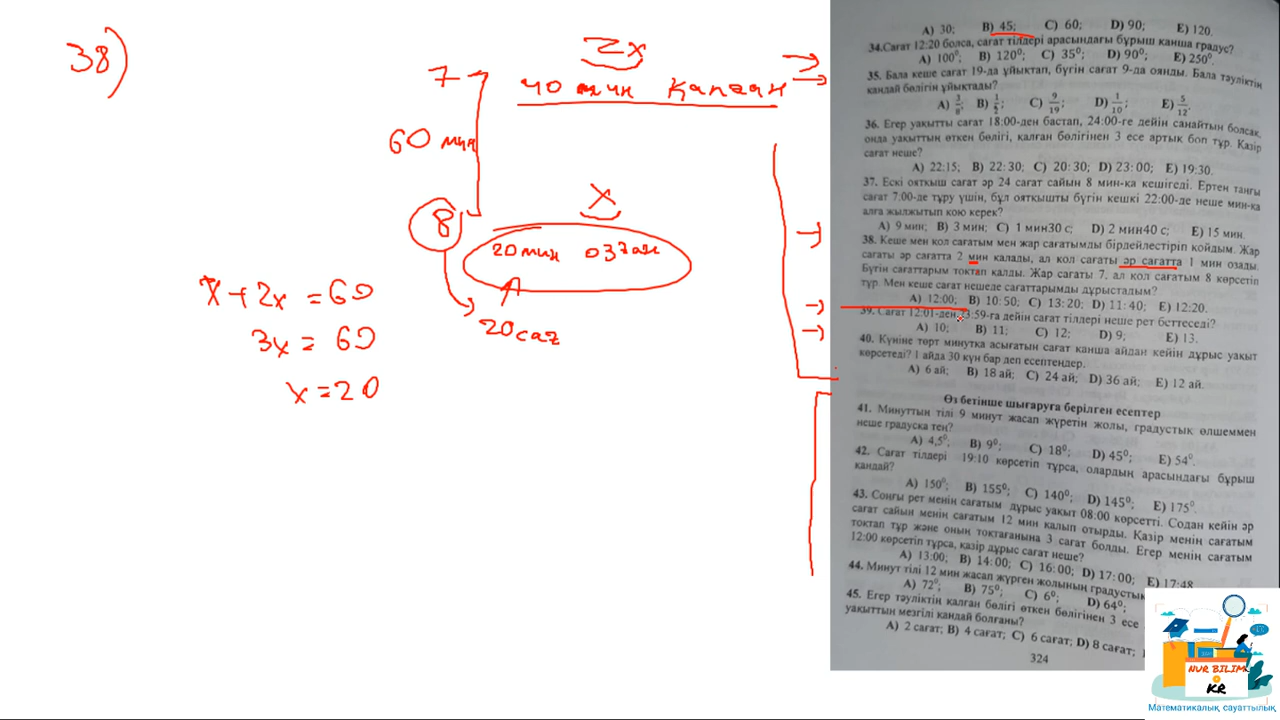 38)
7
60 мин
8
2x
40 мин қалған
x
20 мин озған
20 сағ
x+2x=60
3x=60
x=20
A) 30; B) 45; C) 60; D) 90; E) 120.
34.Сағат 12:20 болса, сағат тілдері арасындағы бұрыш қанша градус?
A) 100⁰; B) 120⁰; C) 35⁰; D) 90⁰; E) 250⁰.
35. Бала кеше сағат 19-да ұйықтап, бүгін сағат 9-да оянды. Бала тәуліктің
қандай бөлігін ұйықтады?
A) 3/8; B) 1/2; C) 9/19; D) 1/10; E) 5/12.
36. Егер уақытты сағат 18:00-ден бастап, 24:00-ге дейін санайтын болсақ,
онда уақыттың өткен бөлігі, қалған бөлігінен 3 есе артық боп тұр. Қазір
сағат неше?
A) 22:15; B) 22:30; C) 20:30; D) 23:00; E) 19:30.
37. Ескі оятқыш сағат әр 24 сағат сайын 8 мин-қа кешігеді. Ертең таңғы
сағат 7:00-де тұру үшін, бұл оятқышты бүгін кешкі 22:00-де неше мин-қа
алға жылжытып қою керек?
A) 9 мин; B) 3 мин; C) 1 мин30 с; D) 2 мин40 с; E) 15 мин.
38. Кеше мен қол сағатым мен жар сағатымды бірдейлестіріп қойдым. Жар
сағаты әр сағатта 2 мин қалады, ал қол сағаты әр сағатта 1 мин озады.
Бүгін сағаттарым тоқтап қалды. Жар сағаты 7, ал қол сағатым 8 көрсетіп
тұр. Мен кеше сағат нешеде сағаттарымды дұрыстадым?
A) 12:00; B) 10:50; C) 13:20; D) 11:40; E) 12:20.
39. Сағат 12:01-ден 23:59-ға дейін сағат тілдері неше рет беттеседі?
A) 10; B) 11; C) 12; D) 9; E) 13.
40. Күніне төрт минутқа асығатын сағат қанша айдан кейін дұрыс уақыт
көрсетеді? 1 айда 30 күн бар деп есептеңдер.
A) 6 ай; B) 18 ай; C) 24 ай; D) 36 ай; E) 12 ай.
Өз бетінше шығаруға берілген есептер
41. Минуттың тілі 9 минут жасап жүретін жолы, градустық өлшеммен
неше градусқа тең?
A) 4,5⁰; B) 9⁰; C) 18⁰; D) 45⁰; E) 54⁰.
42. Сағат тілдері 19:10 көрсетіп тұрса, олардың арасындағы бұрыш
қандай?
A) 150⁰; B) 155⁰; C) 140⁰; D) 145⁰; E) 175⁰.
43. Соңғы рет менің сағатым дұрыс уақыт 08:00 көрсетті. Содан кейін әр
сағат сайын менің сағатым 12 мин қалып отырды. Қазір менің сағатым
тоқтап тұр және оның тоқтағанына 3 сағат болды. Егер менің сағатым
12:00 көрсетіп тұрса, қазір дұрыс сағат неше?
A) 13:00; B) 14:00; C) 16:00; D) 17:00; E) 17:48
44. Минут тілі 12 мин жасап жүрген жолының градустық
A) 72⁰; B) 75⁰; C) 6⁰; D) 64⁰;
45. Егер тәуліктің қалған бөлігі өткен бөлігінен 3 есе
уақыттың мезгілі қандай болғаны?
A) 2 сағат; B) 4 сағат; C) 6 сағат; D) 8 сағат;
324
NUR BILIM
KR
Математикалық сауаттылық